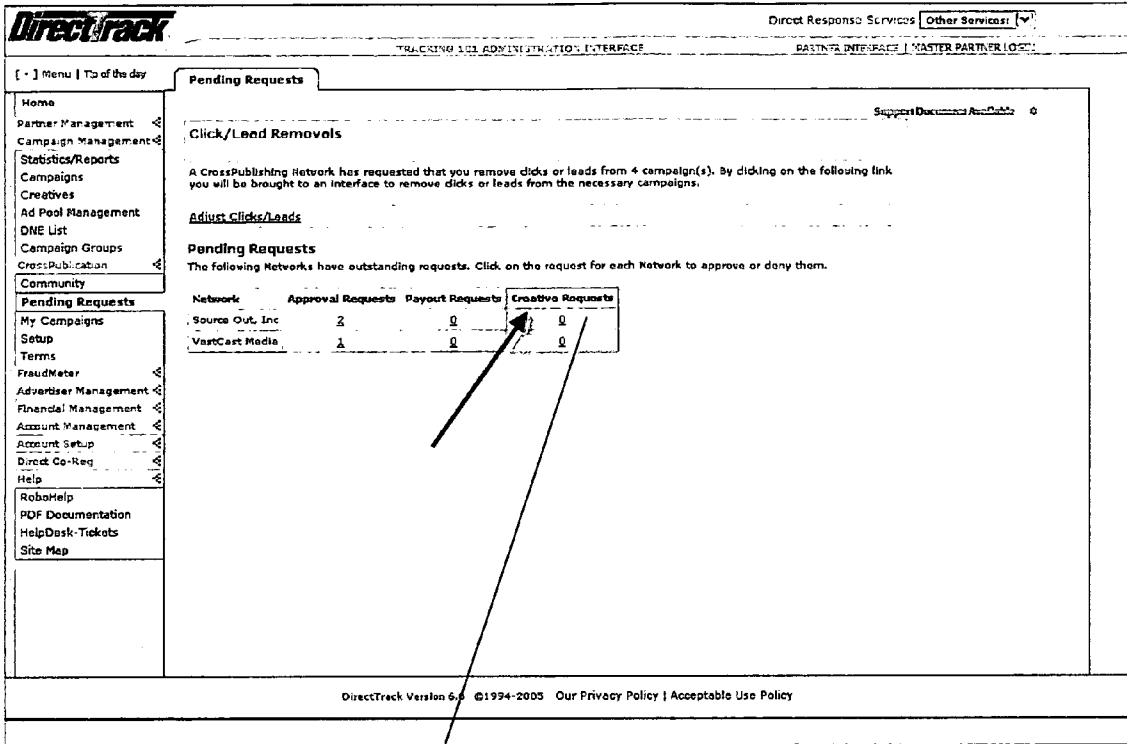 DirectTrack
Direct Response Services Other Services:
TRACKING 101 ADMINISTRATION INTERFACE
PARTNER INTERFACE | MASTER PARTNER LOGIN
[ - ] Menu | Tip of the day
Pending Requests
Support Document Available
Home
Partner Management
Campaign Management
Statistics/Reports
Campaigns
Creatives
Ad Pool Management
DNE List
Campaign Groups
CrossPublication
Community
Pending Requests
My Campaigns
Setup
Terms
FraudMeter
Advertiser Management
Financial Management
Account Management
Account Setup
Direct Co-Reg
Help
RoboHelp
PDF Documentation
HelpDesk-Tickets
Site Map
Click/Lead Removals
A CrossPublishing Network has requested that you remove clicks or leads from 4 campaign(s). By clicking on the following link
you will be brought to an interface to remove clicks or leads from the necessary campaigns.
Adjust Clicks/Leads
Pending Requests
The following Networks have outstanding requests. Click on the request for each Network to approve or deny them.
Network Approval Requests Payout Requests Creative Requests
Source Out, Inc 2 0 0
VastCast Media 1 0 0
DirectTrack Version 6.0 ©1994-2005 Our Privacy Policy | Acceptable Use Policy